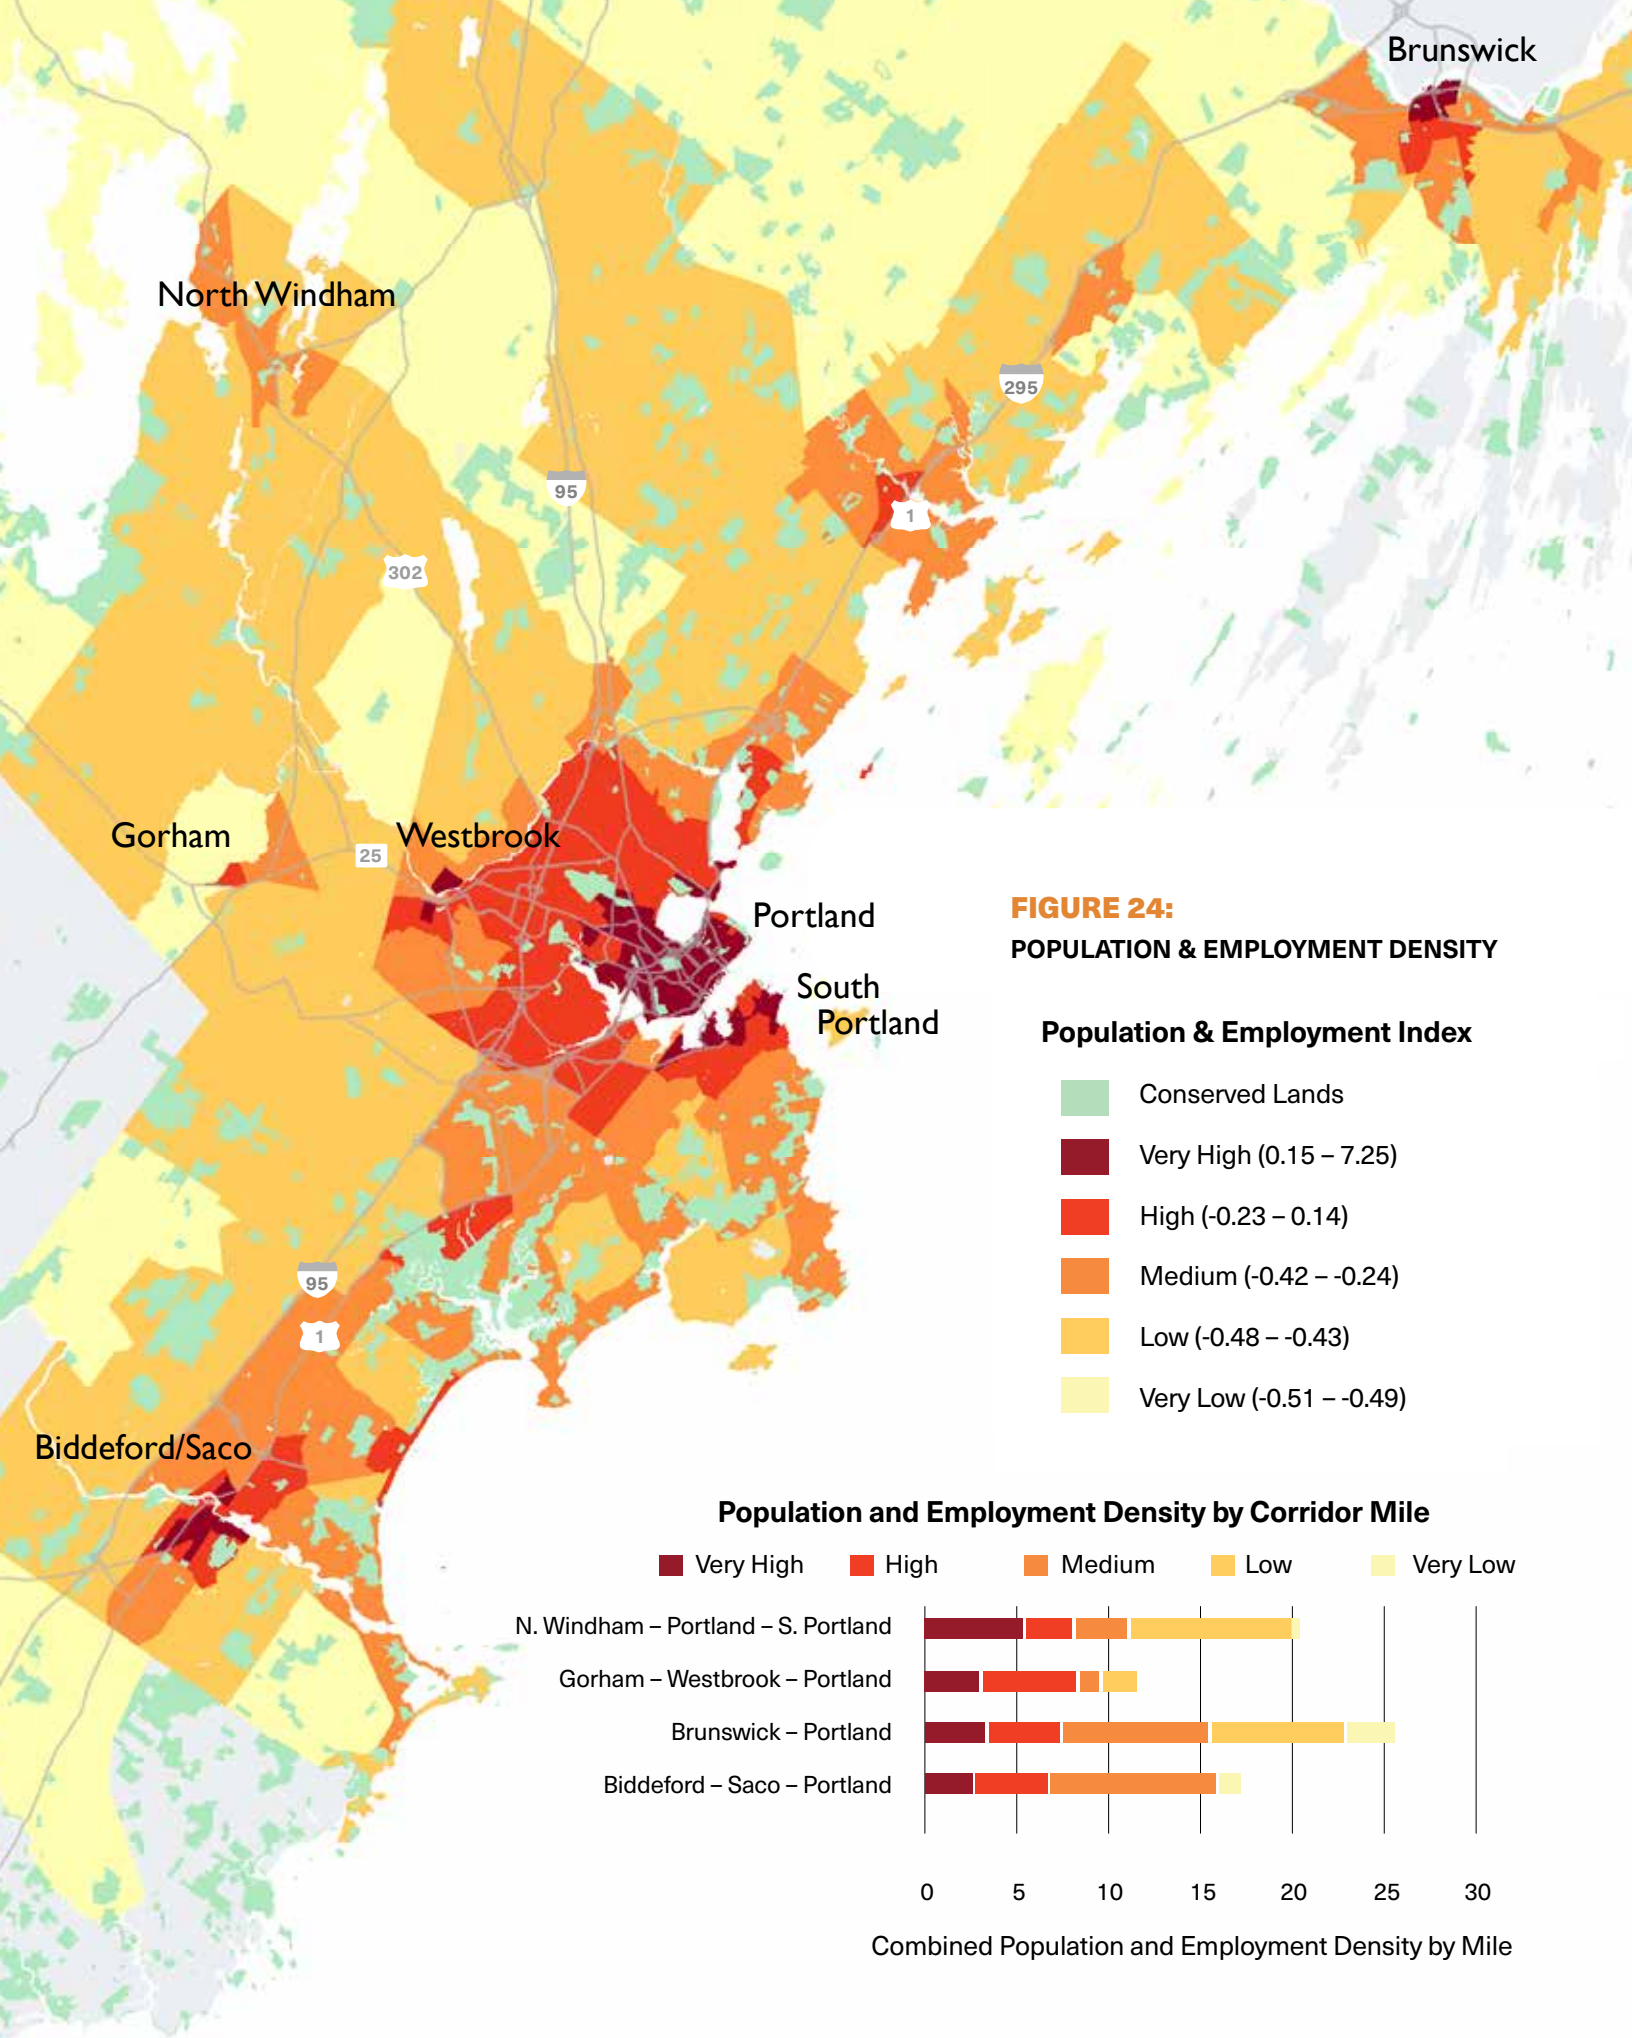 Brunswick
North Windham
295
95
1
302
Gorham
25
Westbrook
Portland
South
Portland
95
1
Biddeford/Saco
FIGURE 24:
POPULATION & EMPLOYMENT DENSITY
Population & Employment Index
Conserved Lands
Very High (0.15 – 7.25)
High (-0.23 – 0.14)
Medium (-0.42 – -0.24)
Low (-0.48 – -0.43)
Very Low (-0.51 – -0.49)
Population and Employment Density by Corridor Mile
Very High High Medium Low Very Low
N. Windham – Portland – S. Portland
Gorham – Westbrook – Portland
Brunswick – Portland
Biddeford – Saco – Portland
0 5 10 15 20 25 30
Combined Population and Employment Density by Mile